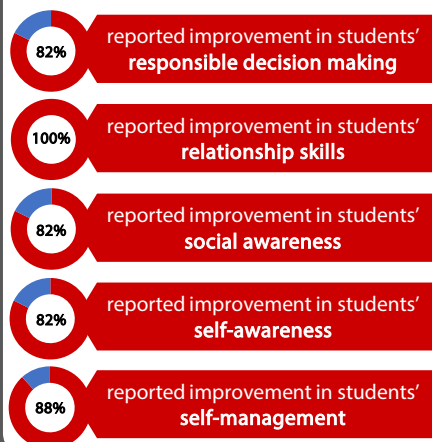 82%
reported improvement in students’
responsible decision making
100%
reported improvement in students’
relationship skills
82%
reported improvement in students’
social awareness
82%
reported improvement in students’
self-awareness
88%
reported improvement in students’
self-management